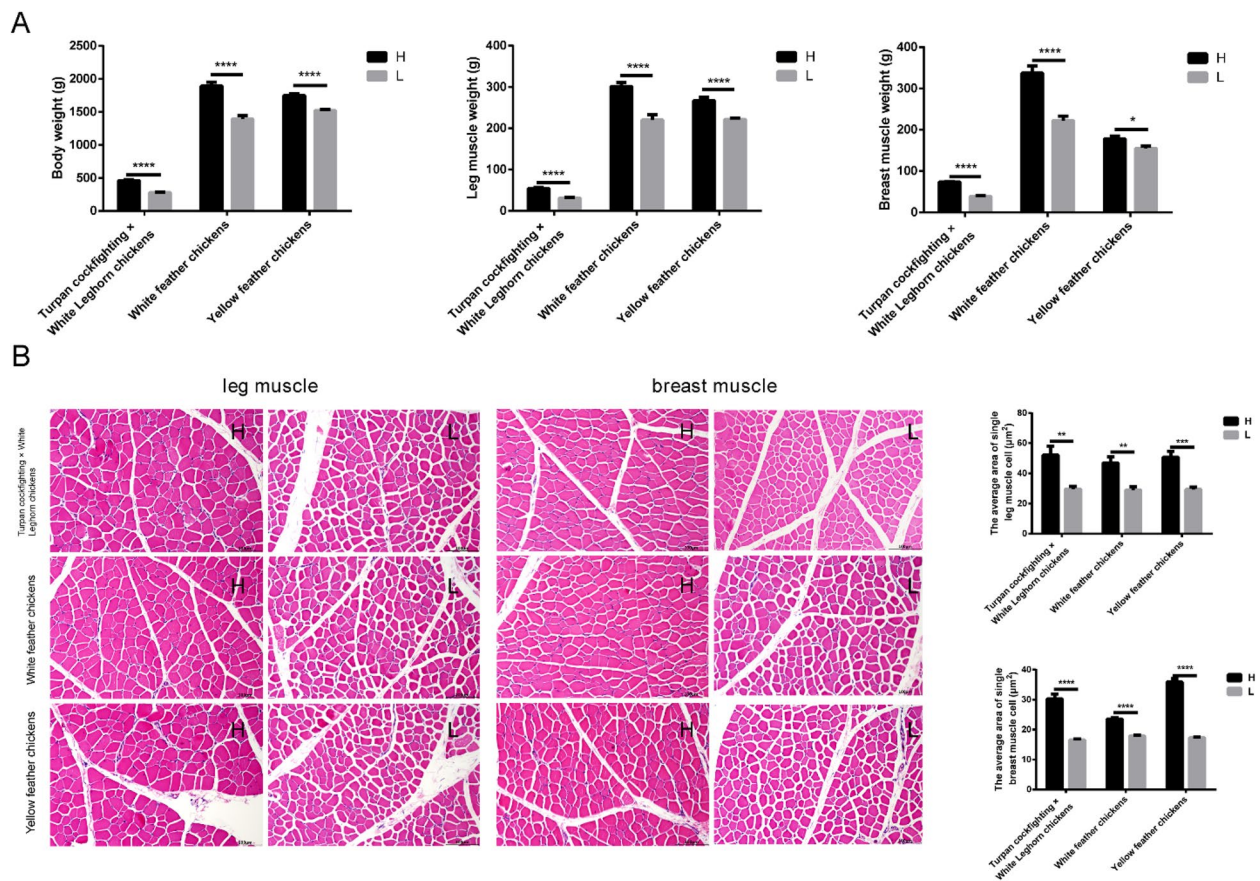 A
Body weight (g)
2500
2000
1500
1000
500
0
****
****
****
H
L
Turpan cockfighting ×
White Leghorn chickens
White feather chickens
Yellow feather chickens
Leg muscle weight (g)
400
300
200
100
0
****
****
****
H
L
Turpan cockfighting ×
White Leghorn chickens
White feather chickens
Yellow feather chickens
Breast muscle weight (g)
400
300
200
100
0
****
****
*
H
L
Turpan cockfighting ×
White Leghorn chickens
White feather chickens
Yellow feather chickens
B
leg muscle
breast muscle
Turpan cockfighting × White
Leghorn chickens
H
L
H
L
White feather chickens
H
L
H
L
Yellow feather chickens
H
L
H
L
The average area of single
leg muscle cell (μm²)
80
60
40
20
0
**
**
***
H
L
Turpan cockfighting ×
White Leghorn chickens
White feather chickens
Yellow feather chickens
The average area of single
breast muscle cell (μm²)
40
30
20
10
0
****
****
****
H
L
Turpan cockfighting ×
White Leghorn chickens
White feather chickens
Yellow feather chickens